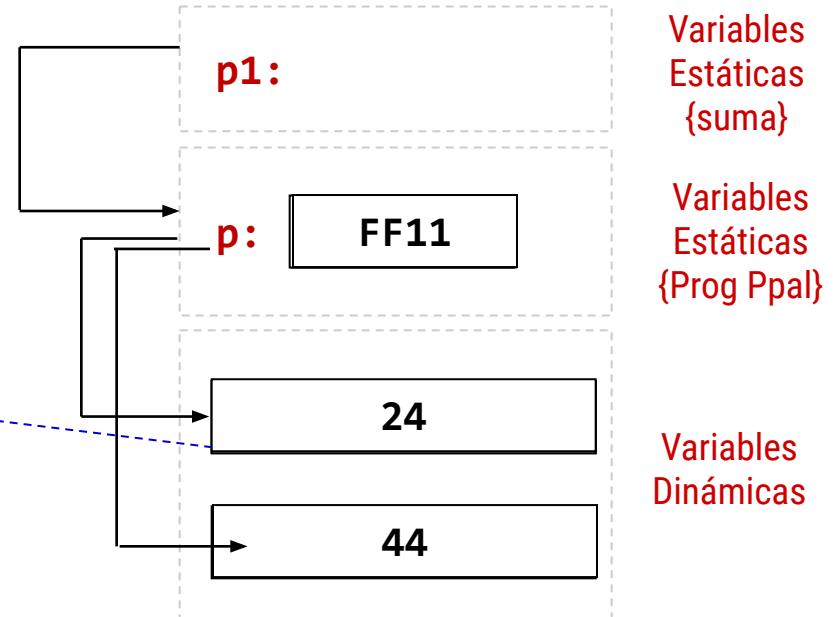 p1:
Variables
Estáticas
{suma}
p:
FF11
Variables
Estáticas
{Prog Ppal}
24
44
Variables
Dinámicas